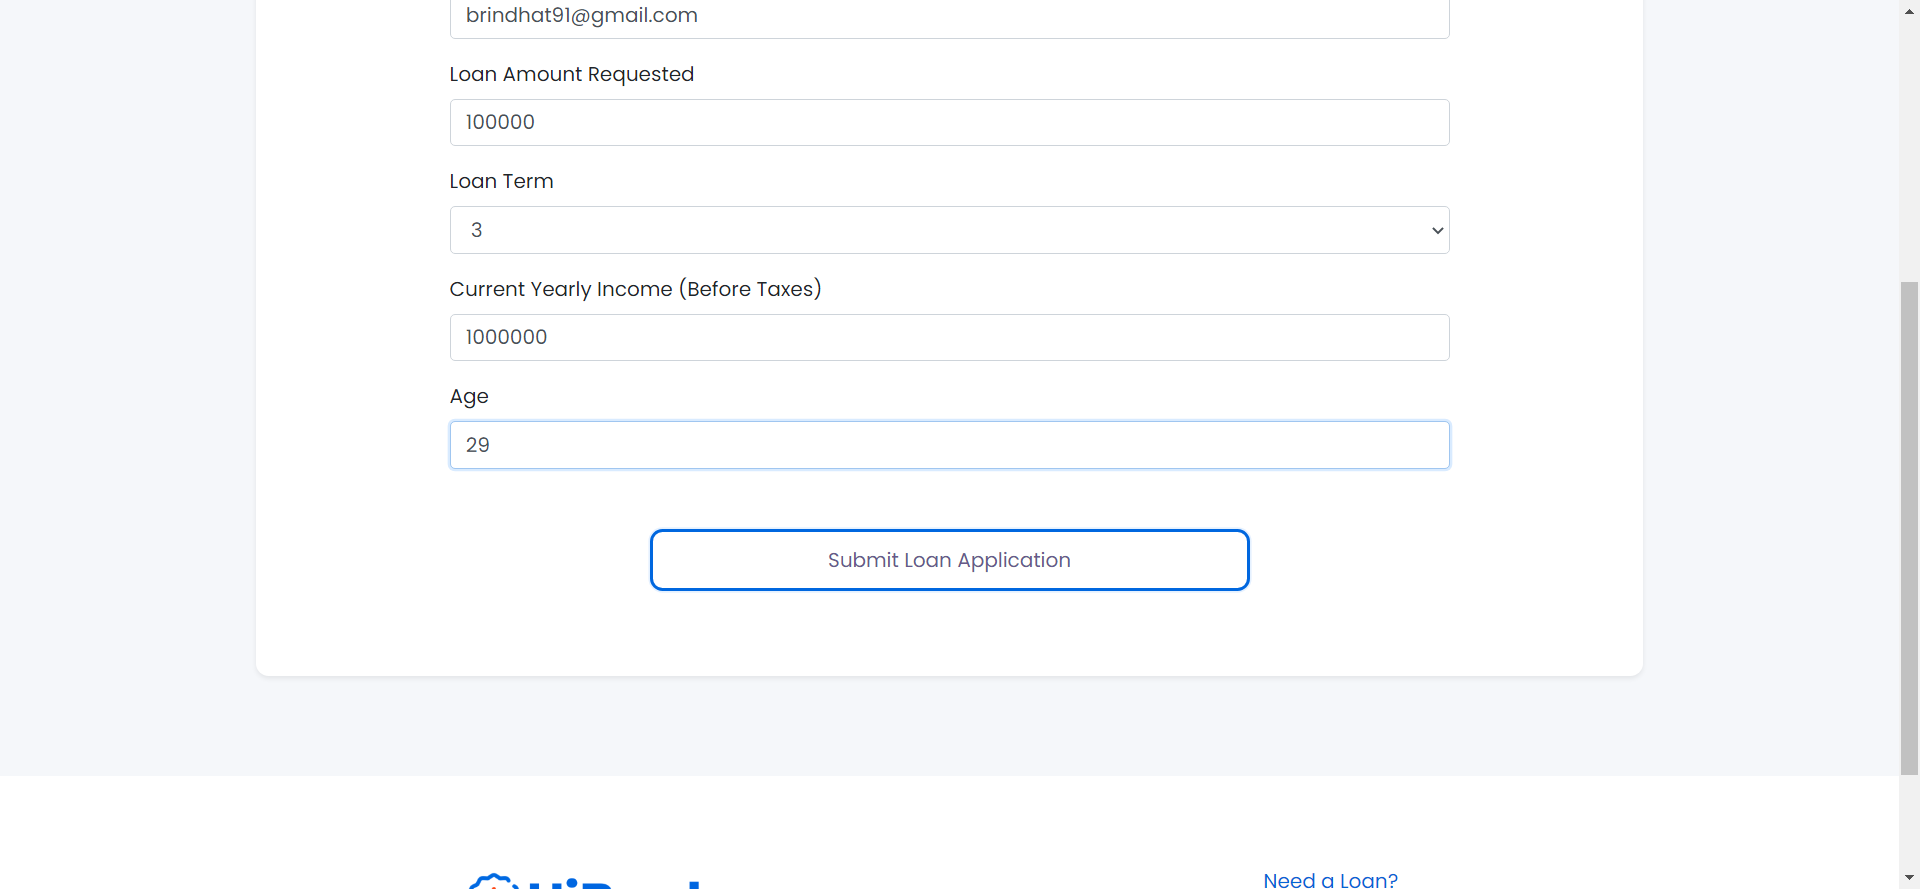 brindhat91@gmail.com
Loan Amount Requested
100000
Loan Term
3
Current Yearly Income (Before Taxes)
1000000
Age
29
Submit Loan Application
Need a Loan?